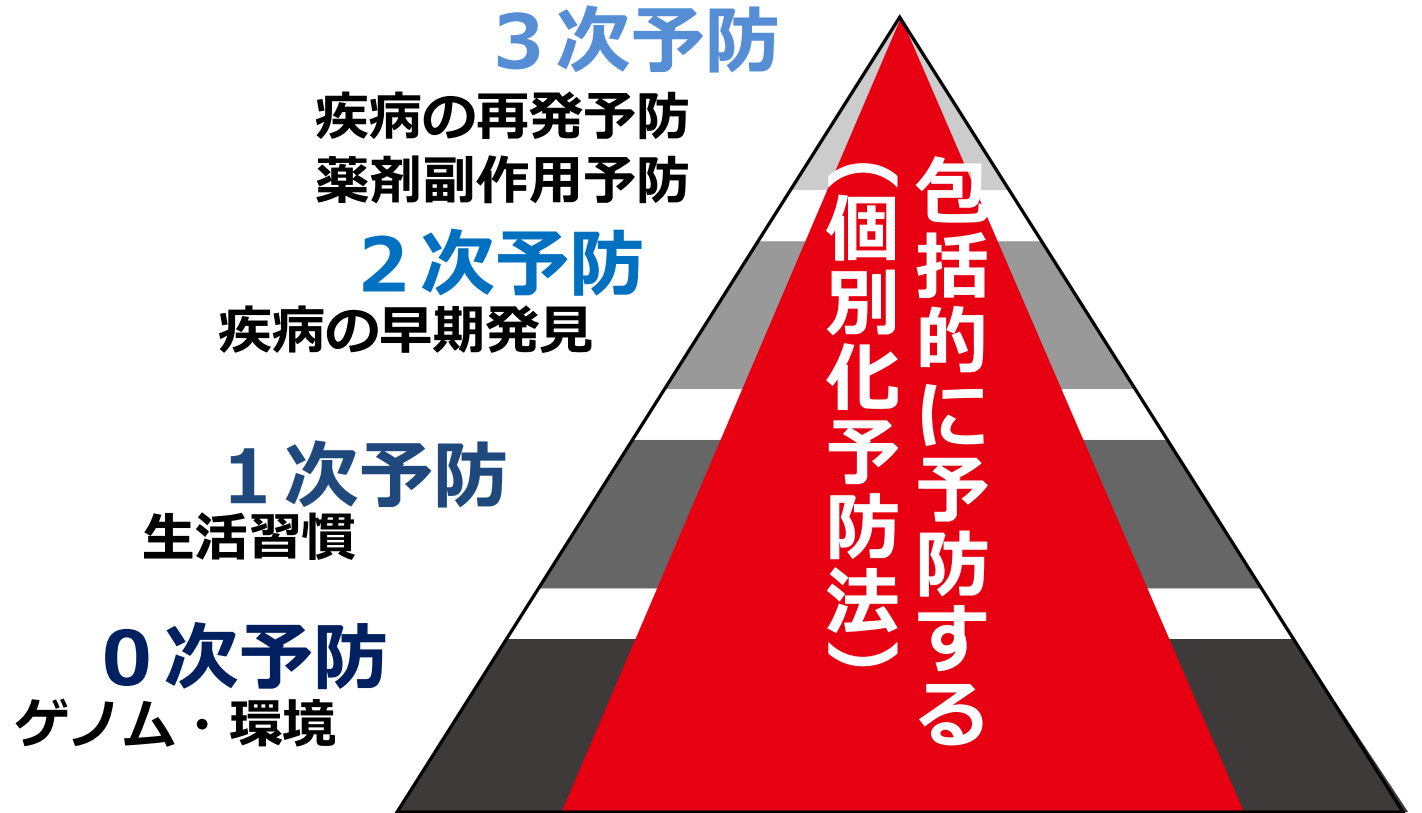 ３次予防
疾病の再発予防
薬剤副作用予防
２次予防
疾病の早期発見
１次予防
生活習慣
０次予防
ゲノム・環境
包括的に予防する
（個別化予防法）